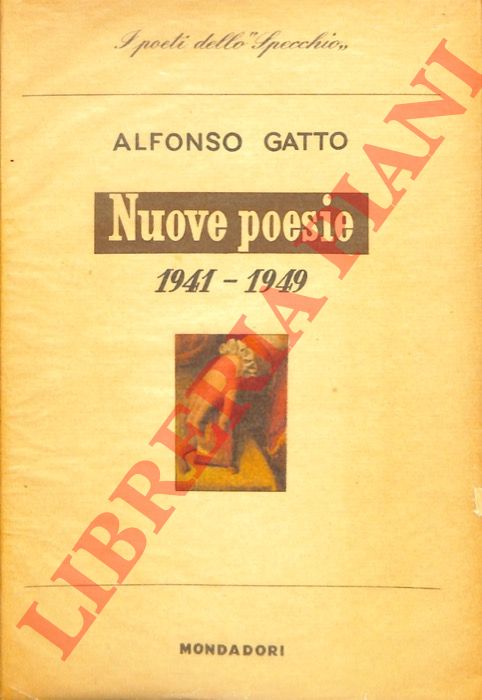 I poeti dello "Specchio„
ALFONSO GATTO
Nuove poesie
1941 - 1949
MONDADORI
LIBRERIA PIANI